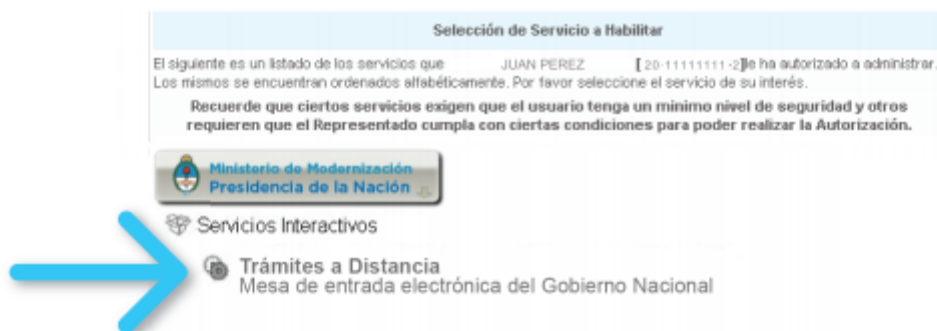 Selección de Servicio a Habilitar
El siguiente es un listado de los servicios que JUAN PEREZ [20-11111111-2]le ha autorizado a administrar.
Los mismos se encuentran ordenados alfabéticamente. Por favor seleccione el servicio de su interés.
Recuerde que ciertos servicios exigen que el usuario tenga un mínimo nivel de seguridad y otros
requieren que el Representado cumpla con ciertas condiciones para poder realizar la Autorización.
Ministerio de Modernización
Presidencia de la Nación
Servicios Interactivos
Trámites a Distancia
Mesa de entrada electrónica del Gobierno Nacional